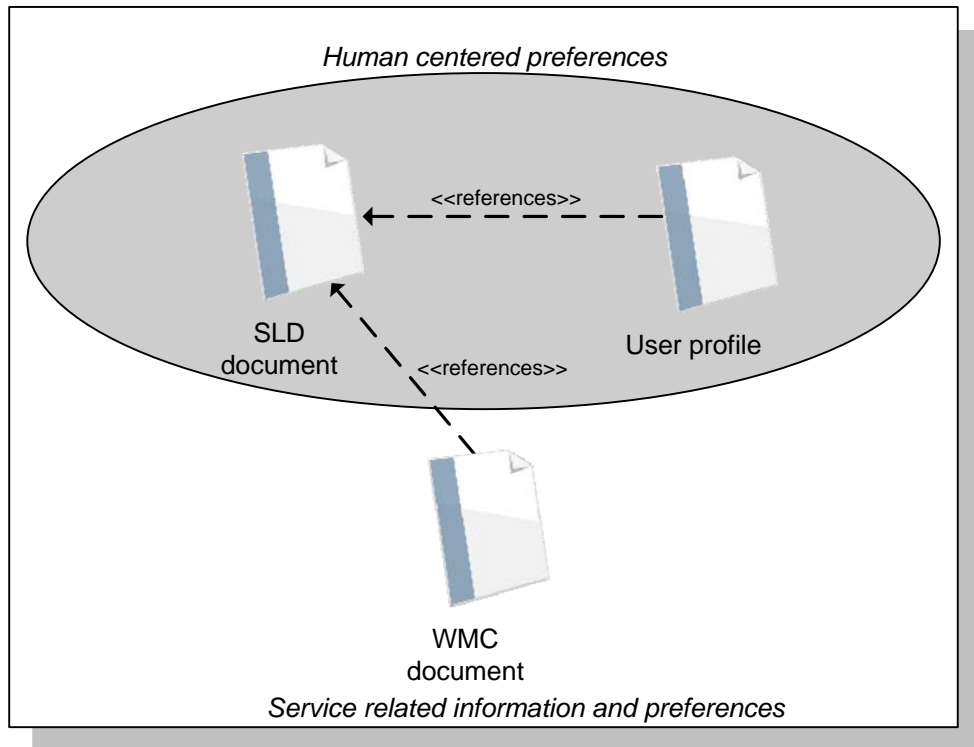 Human centered preferences
<<references>>
SLD
document
User profile
<<references>>
WMC
document
Service related information and preferences